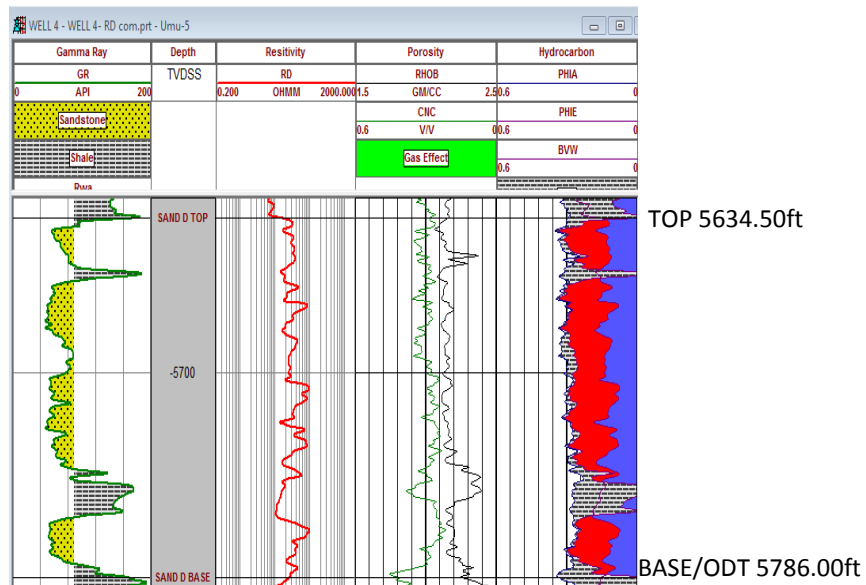 WELL 4 - WELL 4- RD com.prt - Umu-5
Gamma Ray Depth Resitivity Porosity Hydrocarbon
GR TVDSS RD RHOB PHIA
0 API 200 0.200 OHMM 2000.000 1.5 GM/CC 2.5 0.6 0
CNC PHIE
0.6 V/V 0 0.6 0
Sandstone
BVW
Shale Gas Effect
0.6 0
Rwa
SAND D TOP TOP 5634.50ft
-5700
SAND D BASE BASE/ODT 5786.00ft